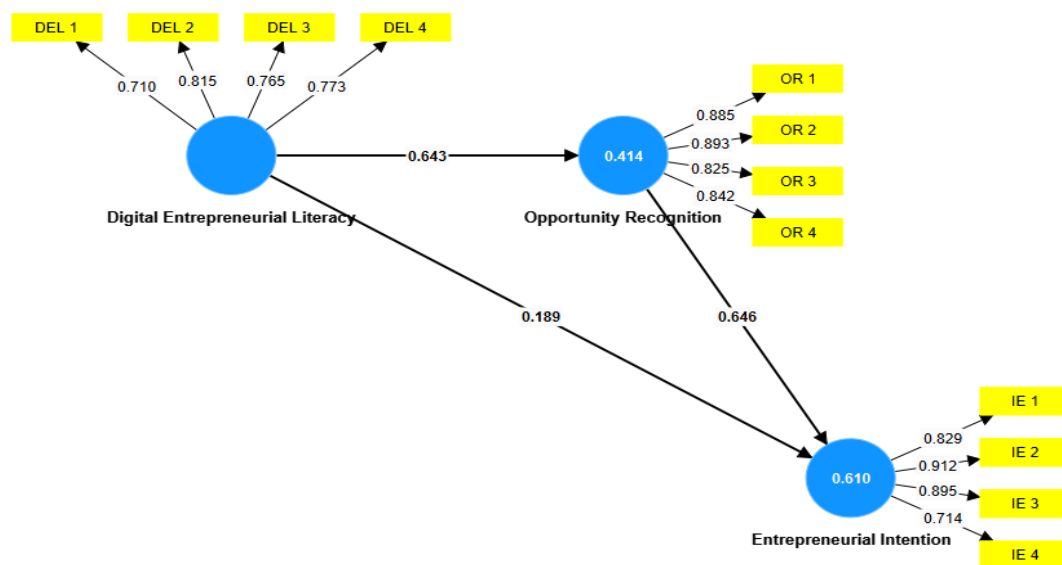 DEL 1
DEL 2
DEL 3
DEL 4
0.710
0.815
0.765
0.773
OR 1
0.885
OR 2
0.893
0.643
0.414
0.825
OR 3
0.842
Digital Entrepreneurial Literacy
Opportunity Recognition
OR 4
0.189
0.646
IE 1
0.829
IE 2
0.912
0.610
0.895
IE 3
0.714
Entrepreneurial Intention
IE 4